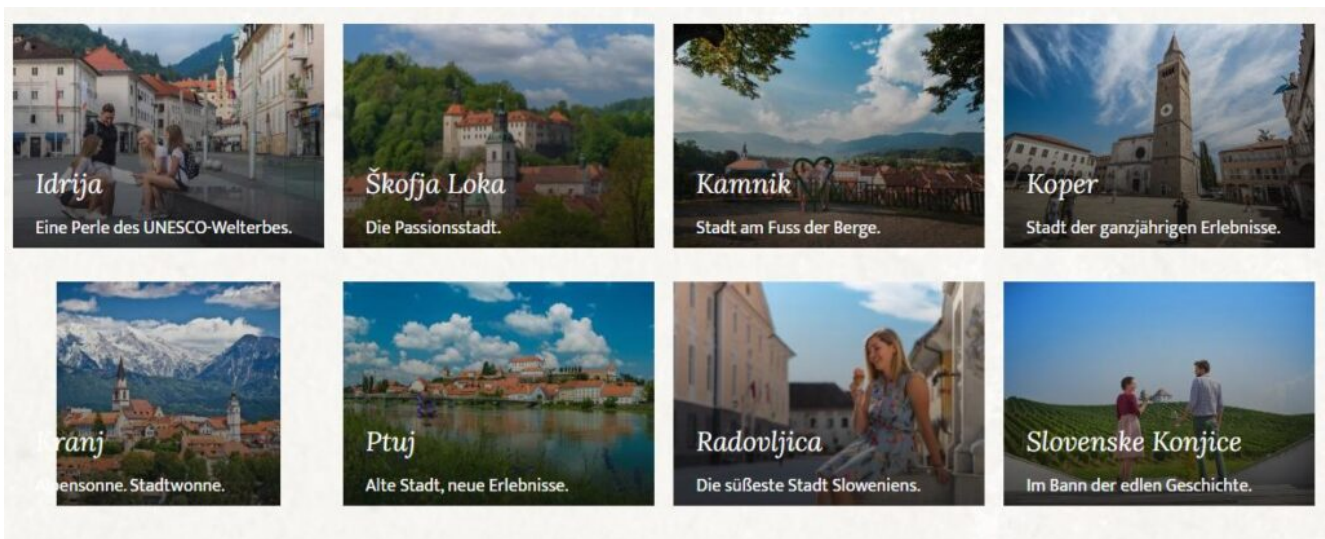 Idrija
Eine Perle des UNESCO-Welterbes.
Škofja Loka
Die Passionsstadt.
Kamnik
Stadt am Fuss der Berge.
Koper
Stadt der ganzjährigen Erlebnisse.
Kranj
Alpensonne. Stadtwonne.
Ptuj
Alte Stadt, neue Erlebnisse.
Radovljica
Die süßeste Stadt Sloweniens.
Slovenske Konjice
Im Bann der edlen Geschichte.